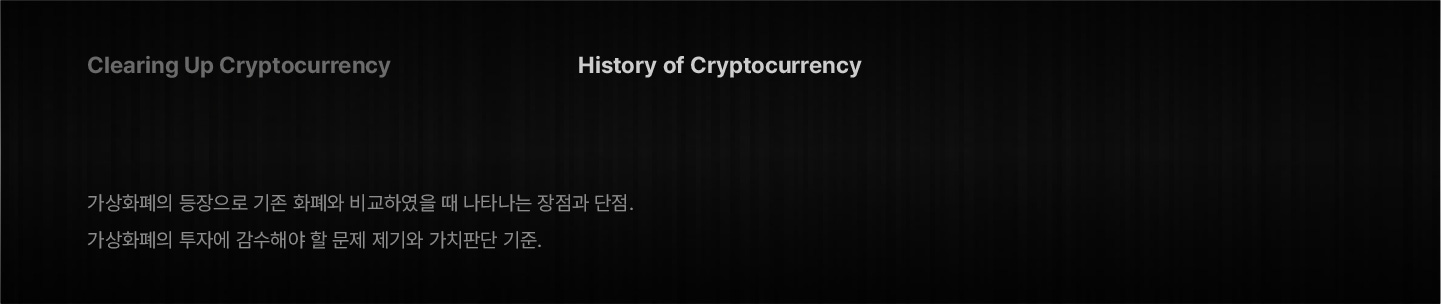 Clearing Up Cryptocurrency
History of Cryptocurrency
가상화폐의 등장으로 기존 화폐와 비교하였을 때 나타나는 장점과 단점.
가상화폐의 투자에 감수해야 할 문제 제기와 가치판단 기준.